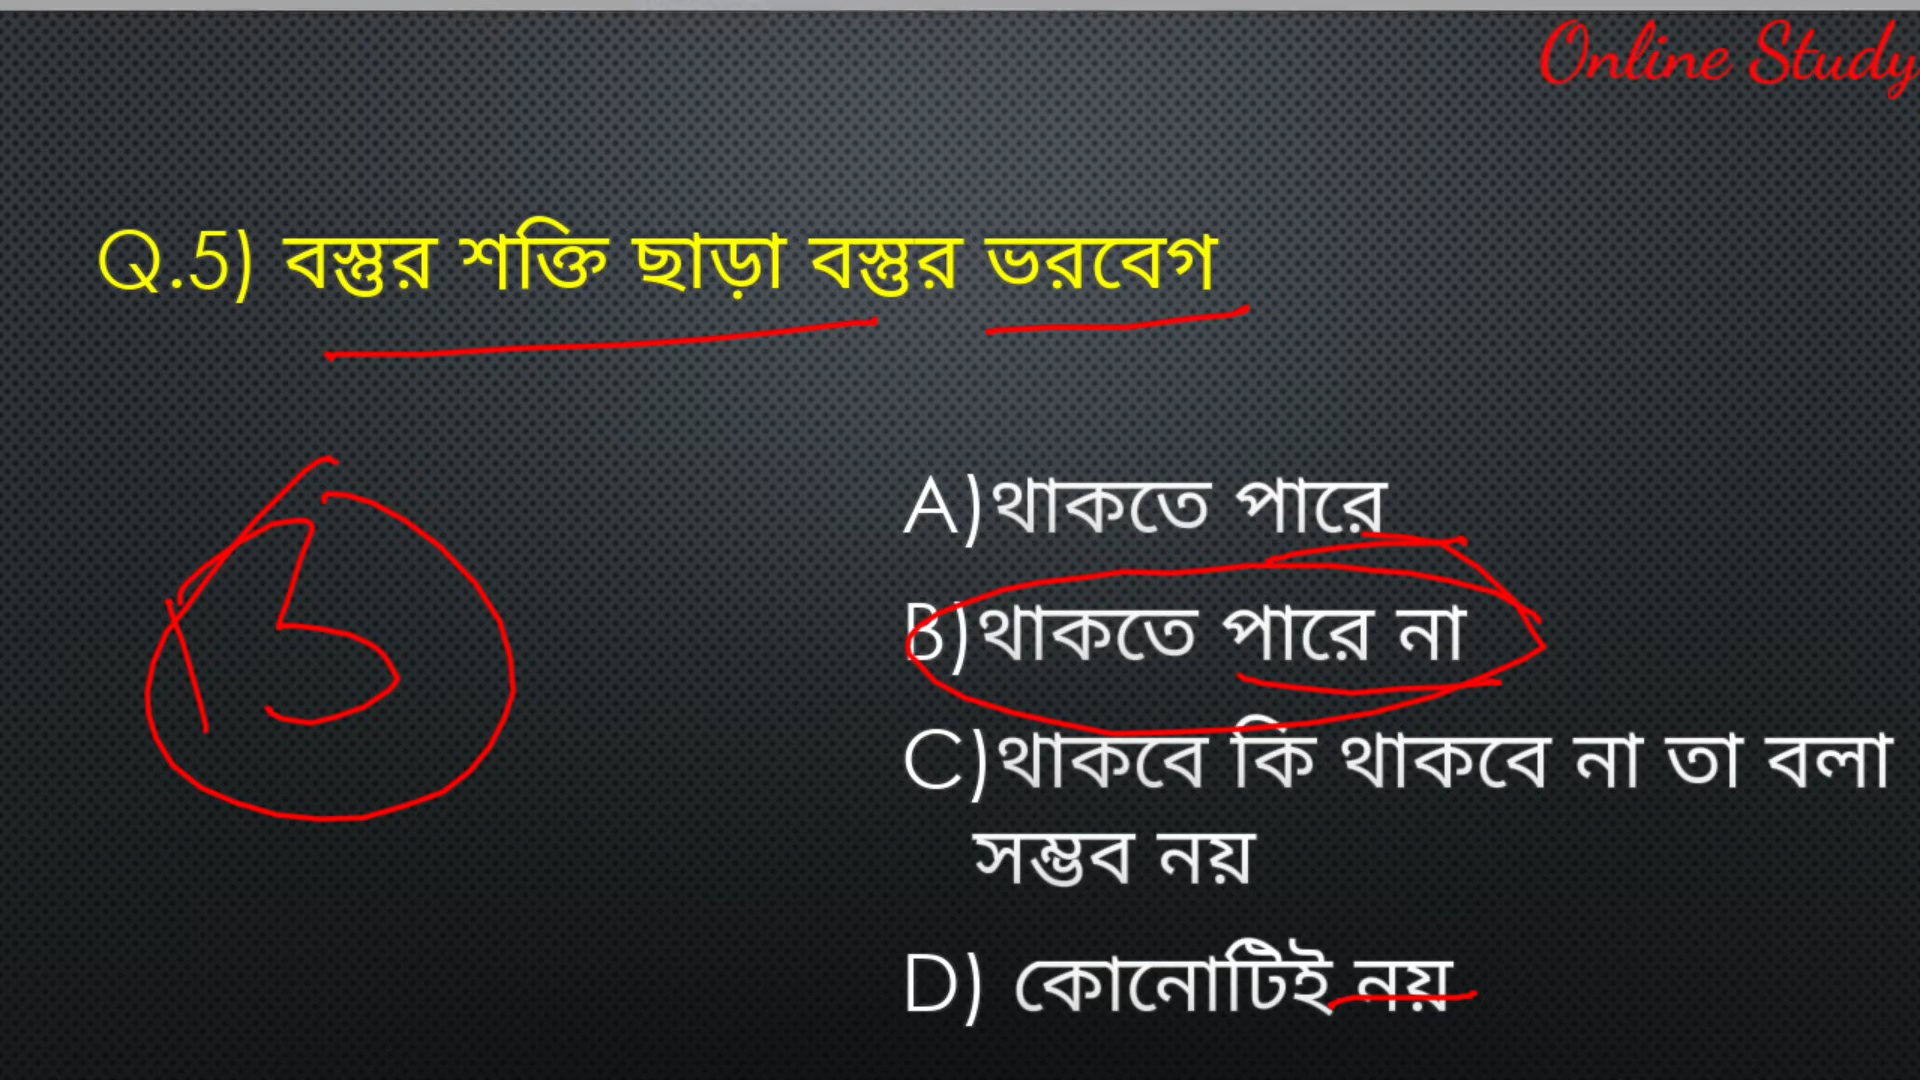 Online Study
Q.5) বস্তুর শক্তি ছাড়া বস্তুর ভরবেগ
A)থাকতে পারে
B)থাকতে পারে না
B
C)থাকবে কি থাকবে না তা বলা
সম্ভব নয়
D) কোনোটিই নয়